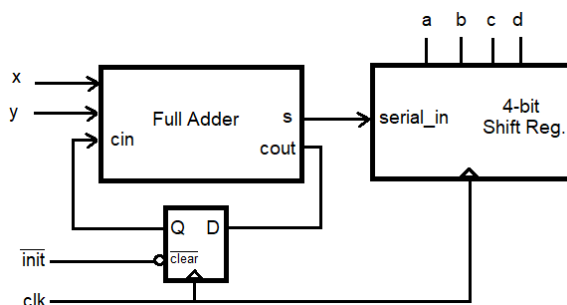 a b c d
x
y
Full Adder
s
cin
cout
serial_in
4-bit
Shift Reg.
Q D
clear
init
clk